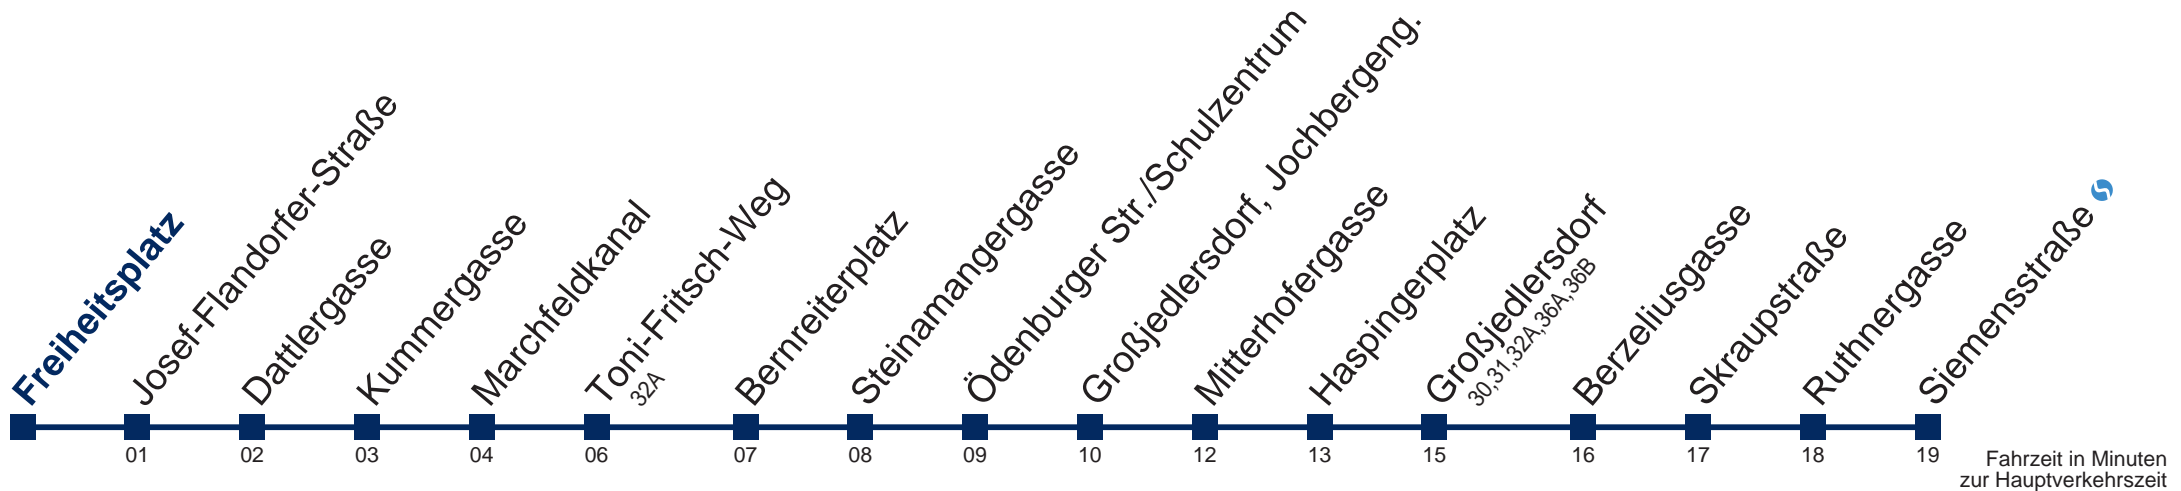 Freiheitsplatz
Josef-Flandorfer-Straße
01
Dattlergasse
02
Kummergasse
03
Marchfeldkanal
04
Toni-Fritsch-Weg
32A
06
Bernreiterplatz
07
Steinamangergasse
08
Ödenburger Str./Schulzentrum
09
Großjedlersdorf, Jochbergeng.
10
Mitterhofergasse
12
Haspingerplatz
13
Großjedlersdorf
30,31,32A,36A,36B
15
Berzeliusgasse
16
Skraupstraße
17
Ruthnergasse
18
Siemensstraße
19
Fahrzeit in Minuten
zur Hauptverkehrszeit